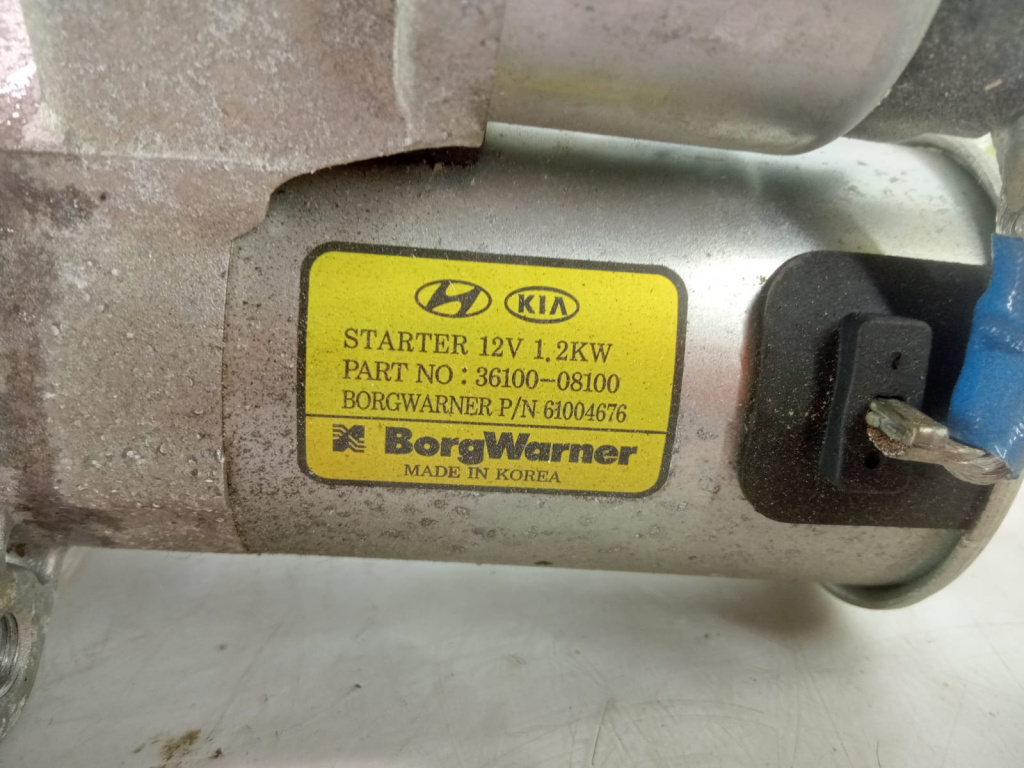 KIA
STARTER 12V 1.2KW
PART NO : 36100-08100
BORGWARNER P/N 61004676
BorgWarner
MADE IN KOREA